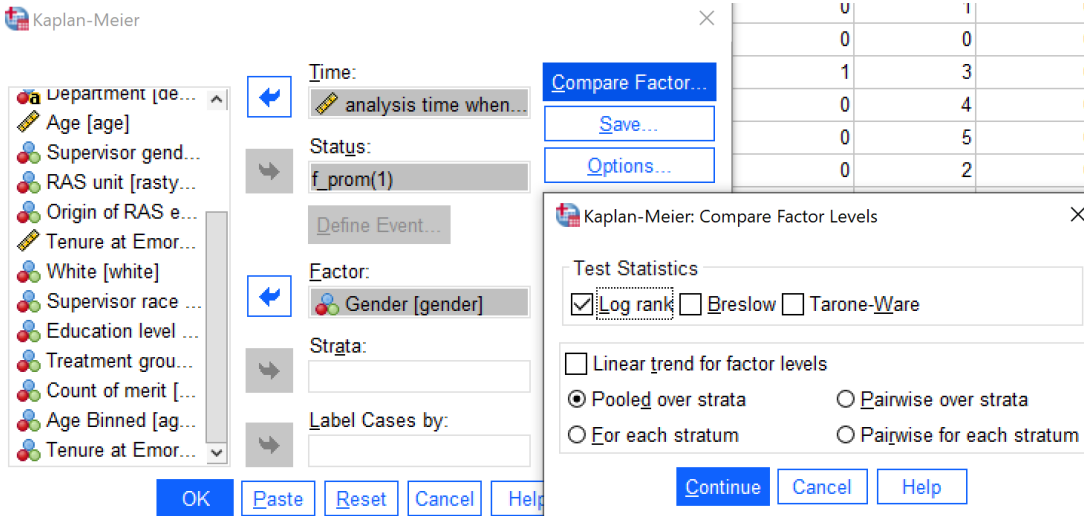 Kaplan-Meier
Department [de...
Age [age]
Supervisor gend...
RAS unit [rasty...
Origin of RAS e...
Tenure at Emor...
White [white]
Supervisor race ...
Education level ...
Treatment grou...
Count of merit [...
Age Binned [ag...
Tenure at Emor...
Time:
analysis time when...
Status:
f_prom(1)
Define Event...
Factor:
Gender [gender]
Strata:
Label Cases by:
Compare Factor...
Save...
Options...
OK Paste Reset Cancel Help
0 1
0 0
1 3
0 4
0 5
0 2
Kaplan-Meier: Compare Factor Levels
Test Statistics
Log rank Breslow Tarone-Ware
Linear trend for factor levels
Pooled over strata Pairwise over strata
For each stratum Pairwise for each stratum
Continue Cancel Help